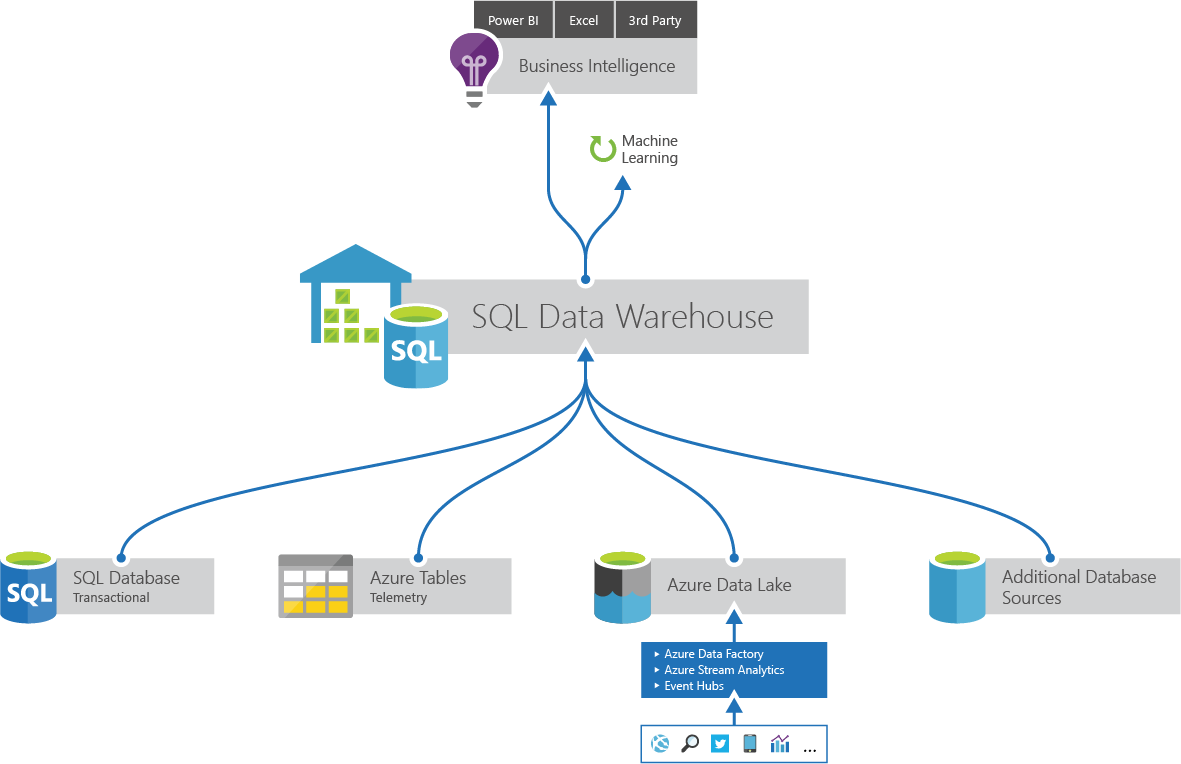 Power BI
Excel
3rd Party
Business Intelligence
Machine
Learning
SQL Data Warehouse
SQL
SQL
SQL Database
Transactional
Azure Tables
Telemetry
Azure Data Lake
Additional Database
Sources
Azure Data Factory
Azure Stream Analytics
Event Hubs
...